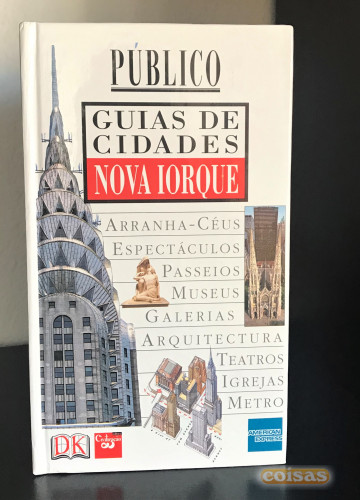 PÚBLICO
GUIAS DE
CIDADES
NOVA IORQUE
ARRANHA-CÉUS
ESPECTÁCULOS
PASSEIOS
MUSEUS
GALERIAS
ARQUITECTURA
TEATROS
IGREJAS
METRO
DK
AMERICAN
EXPRESS
coisas